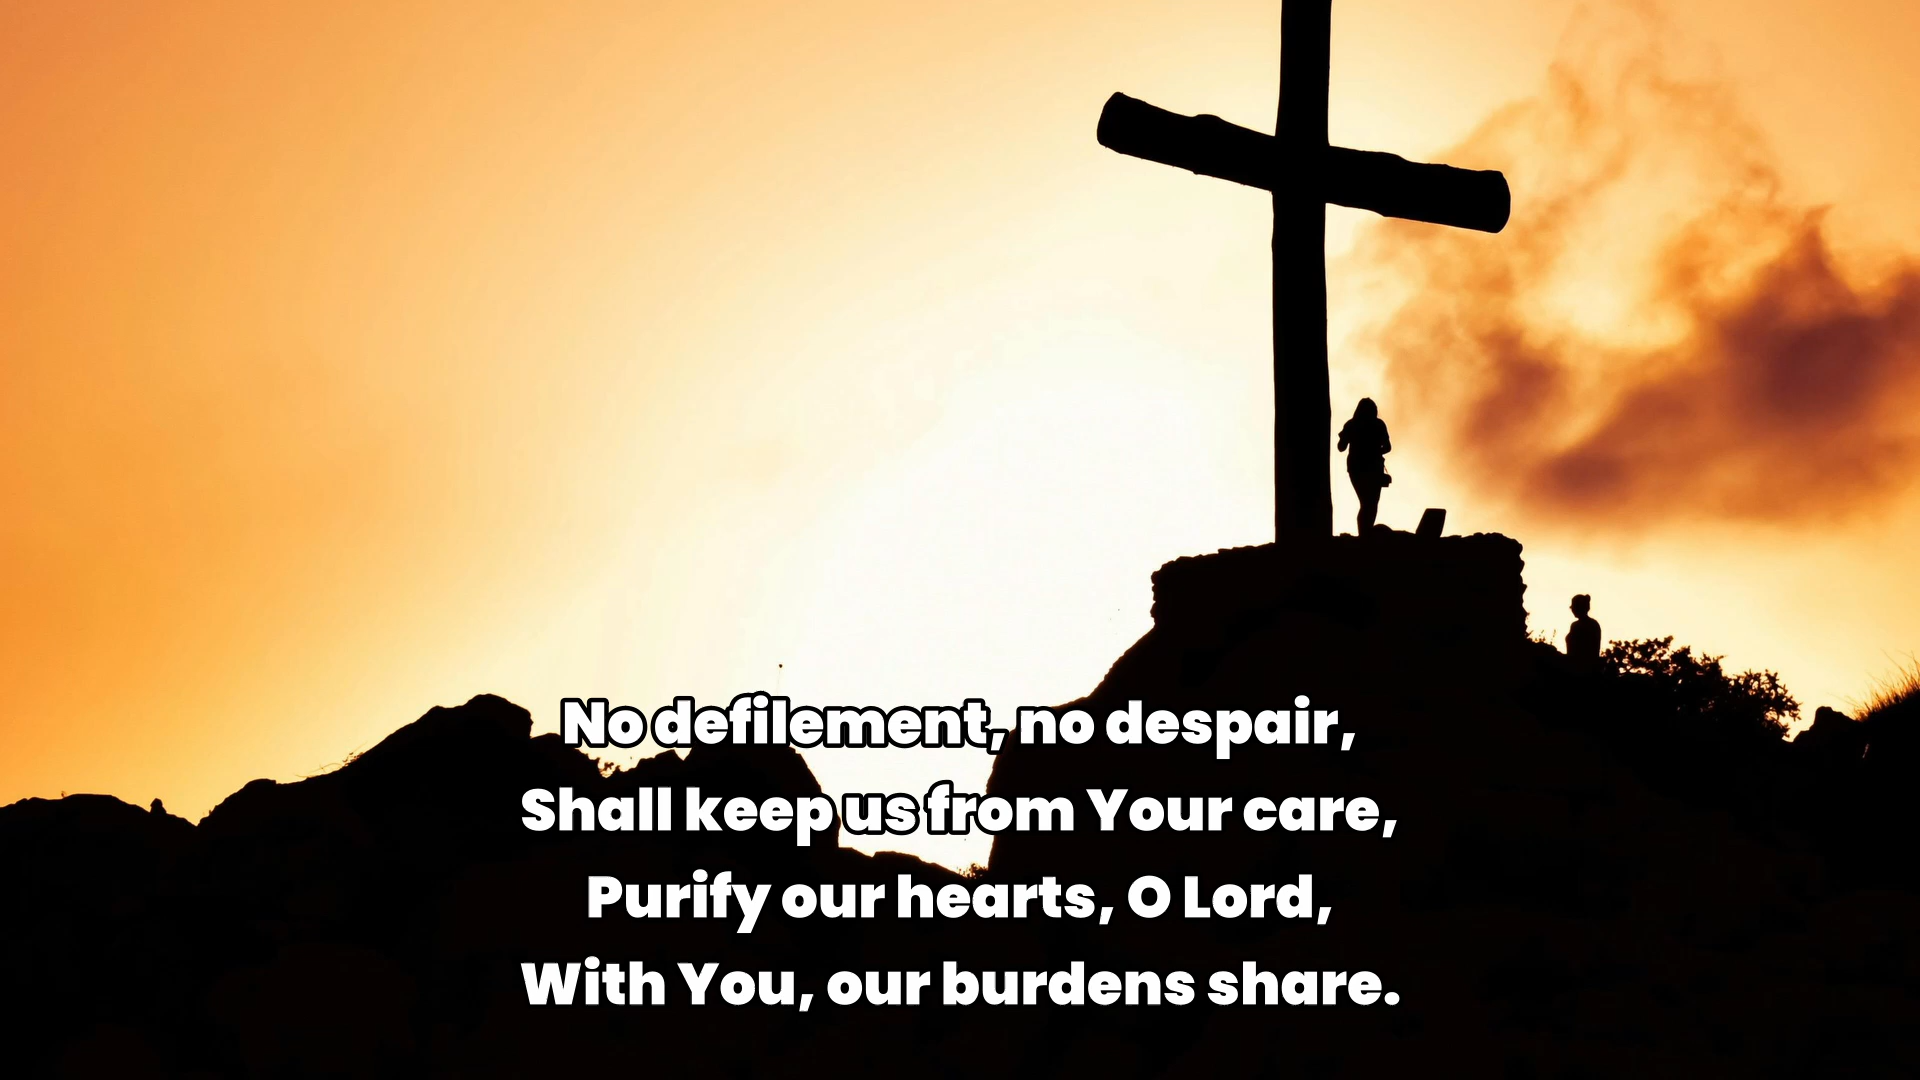 No defilement, no despair,
Shall keep us from Your care,
Purify our hearts, O Lord,
With You, our burdens share.